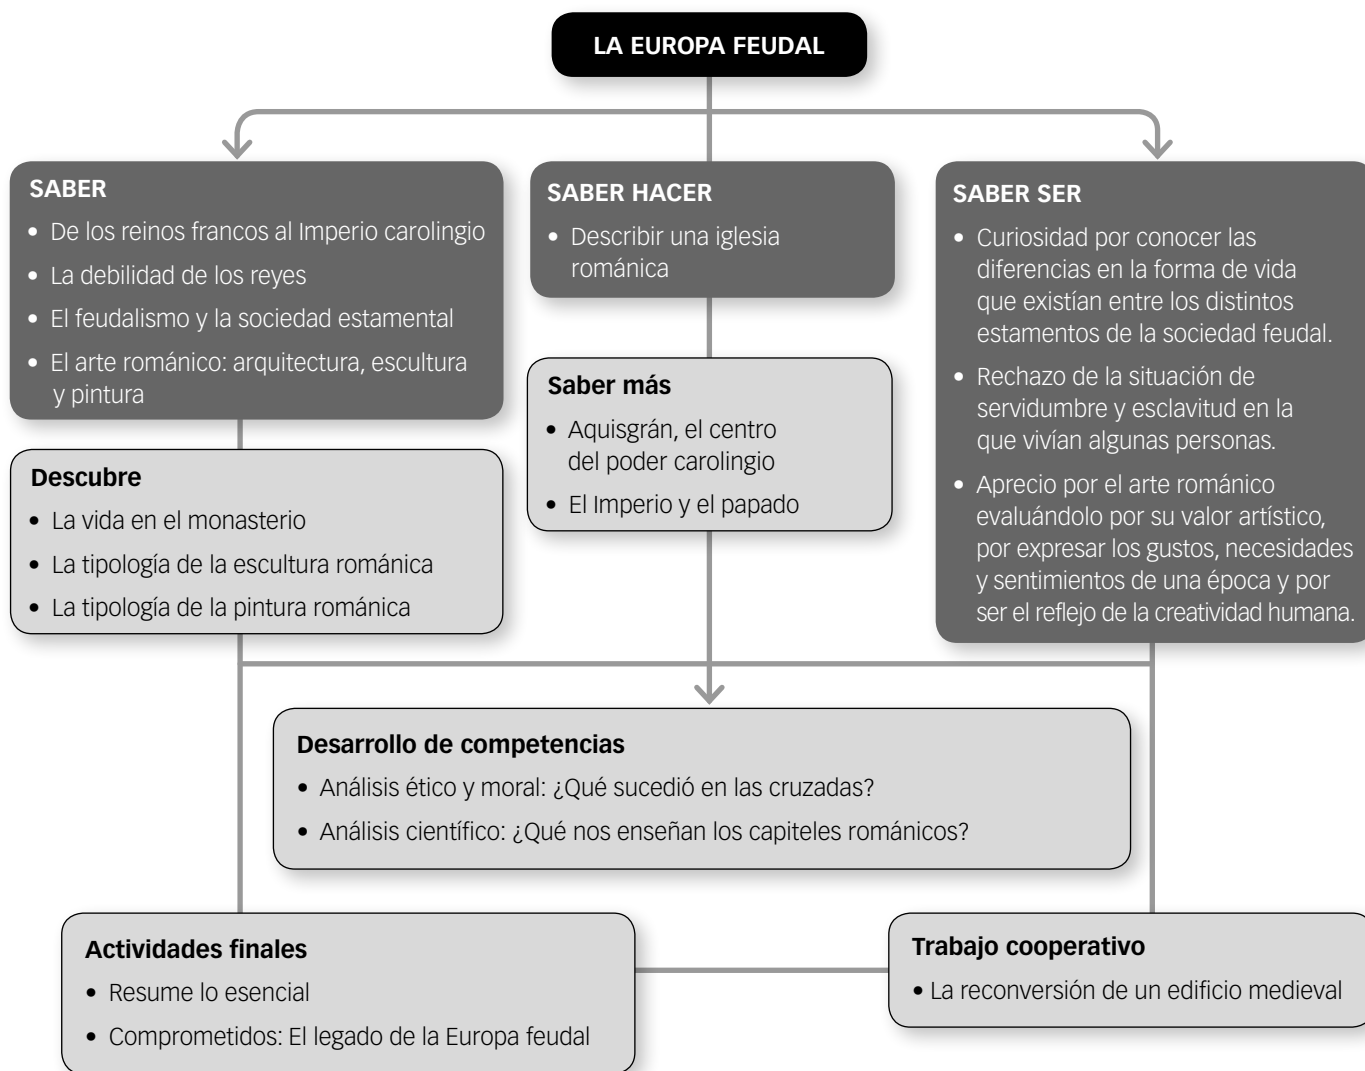 LA EUROPA FEUDAL
SABER
• De los reinos francos al Imperio carolingio
• La debilidad de los reyes
• El feudalismo y la sociedad estamental
• El arte románico: arquitectura, escultura
y pintura
Descubre
• La vida en el monasterio
• La tipología de la escultura románica
• La tipología de la pintura románica
SABER HACER
• Describir una iglesia
románica
Saber más
• Aquisgrán, el centro
del poder carolingio
• El Imperio y el papado
SABER SER
• Curiosidad por conocer las
diferencias en la forma de vida
que existían entre los distintos
estamentos de la sociedad feudal.
• Rechazo de la situación de
servidumbre y esclavitud en la
que vivían algunas personas.
• Aprecio por el arte románico
evaluándolo por su valor artístico,
por expresar los gustos, necesidades
y sentimientos de una época y por
ser el reflejo de la creatividad humana.
Desarrollo de competencias
• Análisis ético y moral: ¿Qué sucedió en las cruzadas?
• Análisis científico: ¿Qué nos enseñan los capiteles románicos?
Actividades finales
• Resume lo esencial
• Comprometidos: El legado de la Europa feudal
Trabajo cooperativo
• La reconversión de un edificio medieval